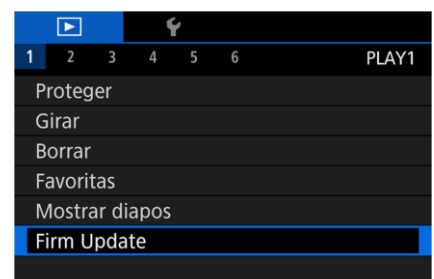 1 2 3 4 5 6 PLAY1
Proteger
Girar
Borrar
Favoritas
Mostrar diapos
Firm Update